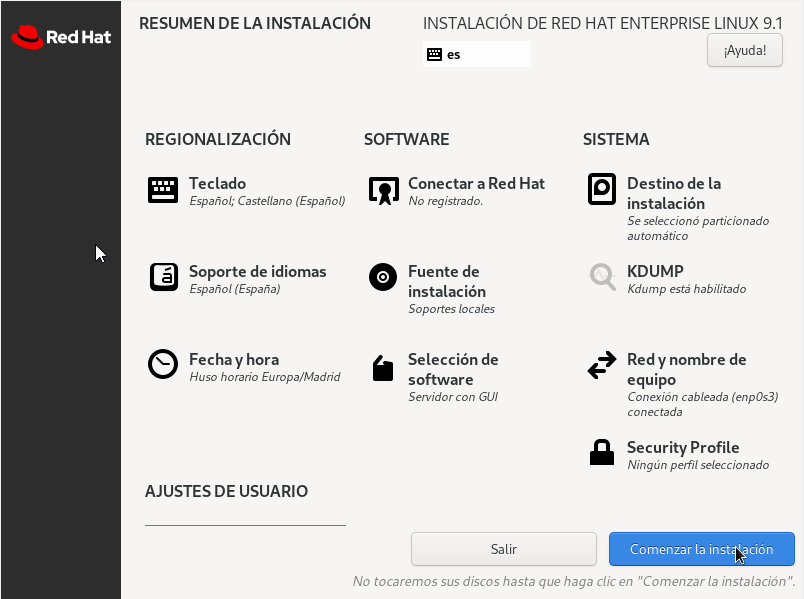 Red Hat
RESUMEN DE LA INSTALACIÓN
INSTALACIÓN DE RED HAT ENTERPRISE LINUX 9.1
es
¡Ayuda!
REGIONALIZACIÓN
Teclado
Español; Castellano (Español)
Soporte de idiomas
Español (España)
Fecha y hora
Huso horario Europa/Madrid
SOFTWARE
Conectar a Red Hat
No registrado.
Fuente de
instalación
Soportes locales
Selección de
software
Servidor con GUI
SISTEMA
Destino de la
instalación
Se seleccionó particionado
automático
KDUMP
Kdump está habilitado
Red y nombre de
equipo
Conexión cableada (enp0s3)
conectada
Security Profile
Ningún perfil seleccionado
AJUSTES DE USUARIO
Salir
Comenzar la instalación
No tocaremos sus discos hasta que haga clic en "Comenzar la instalación".